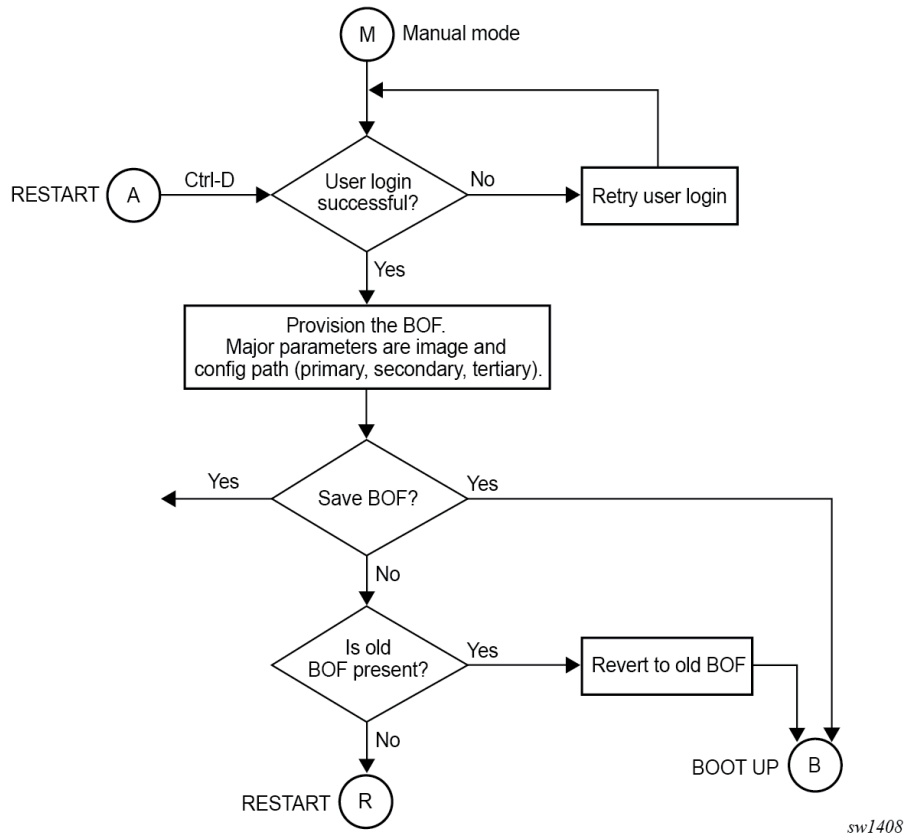 M
Manual mode
RESTART
A
Ctrl-D
User login
successful?
No
Retry user login
Yes
Provision the BOF.
Major parameters are image and
config path (primary, secondary, tertiary).
Yes
Save BOF?
Yes
No
Is old
BOF present?
Yes
Revert to old BOF
No
BOOT UP
B
RESTART
R
sw1408